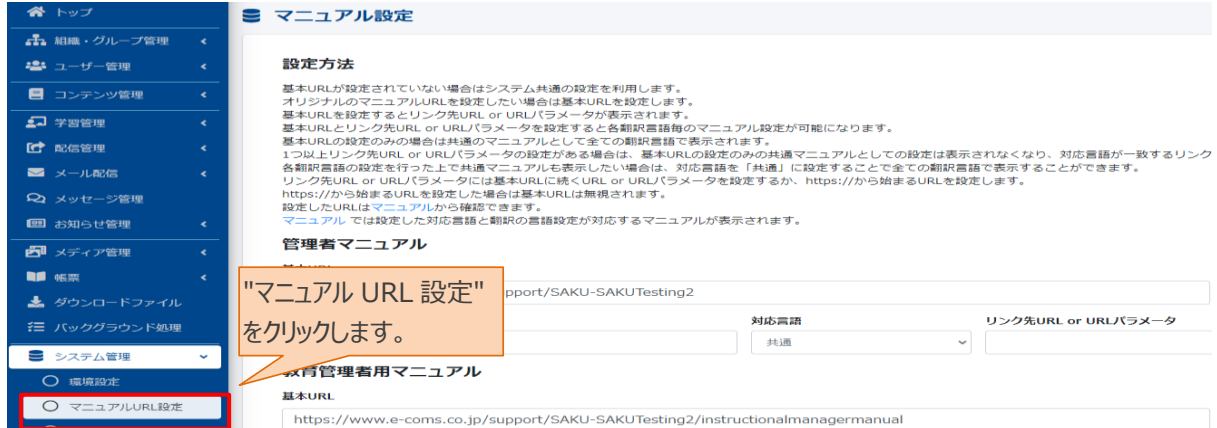 トップ
組織・グループ管理
ユーザー管理
コンテンツ管理
学習管理
配信管理
メール配信
メッセージ管理
お知らせ管理
メディア管理
帳票
ダウンロードファイル
バックグラウンド処理
システム管理
環境設定
マニュアルURL設定
マニュアル設定
設定方法
基本URLが設定されていない場合はシステム共通の設定を利用します。
オリジナルのマニュアルURLを設定したい場合は基本URLを設定します。
基本URLを設定するとリンク先URL or URLパラメータが表示されます。
基本URLとリンク先URL or URLパラメータを設定すると各翻訳言語毎のマニュアル設定が可能になります。
基本URLの設定のみの場合は共通のマニュアルとして全ての翻訳言語で表示されます。
1つ以上リンク先URL or URLパラメータの設定がある場合は、基本URLの設定のみの共通マニュアルとしての設定は表示されなくなり、対応言語が一致するリンク
各翻訳言語の設定を行った上で共通マニュアルも表示したい場合は、対応言語を「共通」に設定することで全ての翻訳言語で表示することができます。
リンク先URL or URLパラメータには基本URLに続くURL or URLパラメータを設定するか、https://から始まるURLを設定します。
https://から始まるURLを設定した場合は基本URLは無視されます。
設定したURLはマニュアルから確認できます。
マニュアル では設定した対応言語と翻訳の言語設定が対応するマニュアルが表示されます。
管理者マニュアル
pport/SAKU-SAKUTesting2
"マニュアル URL 設定"
をクリックします。
対応言語 リンク先URL or URLパラメータ
共通
教育管理者用マニュアル
基本URL
https://www.e-coms.co.jp/support/SAKU-SAKUTesting2/instructionalmanagermanual